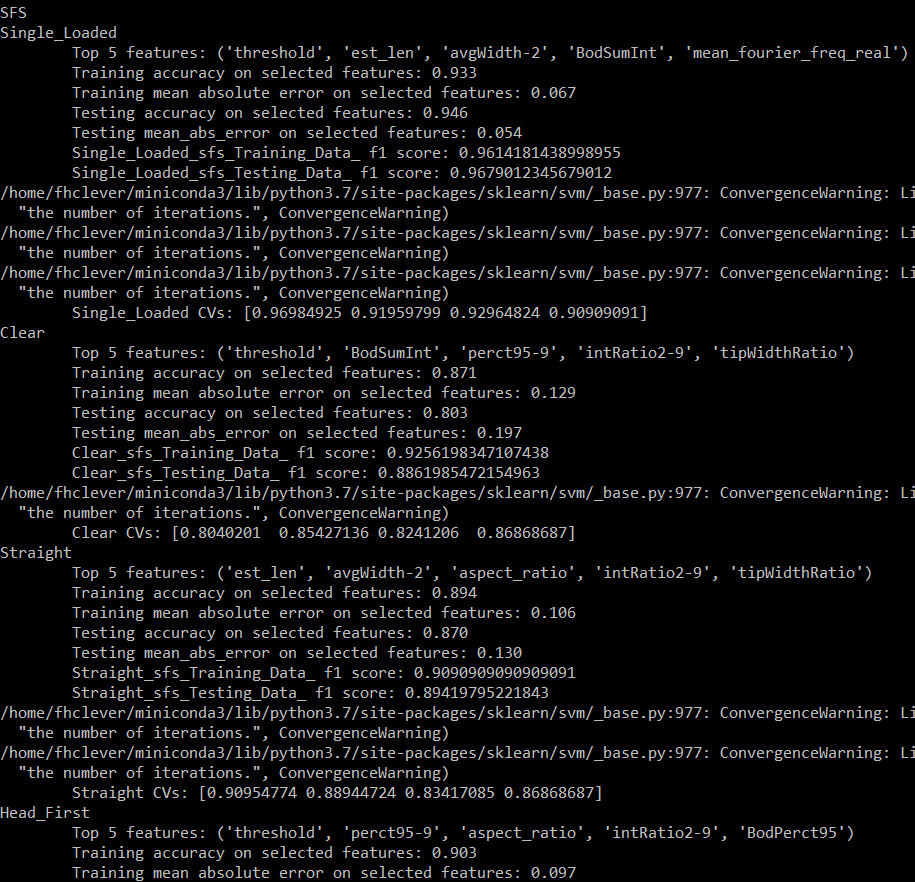 SFS
Single_Loaded
Top 5 features: ('threshold', 'est_len', 'avgWidth-2', 'BodSumInt', 'mean_fourier_freq_real')
Training accuracy on selected features: 0.933
Training mean absolute error on selected features: 0.067
Testing accuracy on selected features: 0.946
Testing mean_abs_error on selected features: 0.054
Single_Loaded_sfs_Training_Data_ f1 score: 0.9614181438998955
Single_Loaded_sfs_Testing_Data_ f1 score: 0.9679012345679012
/home/fhclever/miniconda3/lib/python3.7/site-packages/sklearn/svm/_base.py:977: ConvergenceWarning: Li
"the number of iterations.", ConvergenceWarning)
/home/fhclever/miniconda3/lib/python3.7/site-packages/sklearn/svm/_base.py:977: ConvergenceWarning: Li
"the number of iterations.", ConvergenceWarning)
/home/fhclever/miniconda3/lib/python3.7/site-packages/sklearn/svm/_base.py:977: ConvergenceWarning: Li
"the number of iterations.", ConvergenceWarning)
Single_Loaded CVs: [0.96984925 0.91959799 0.92964824 0.90909091]
Clear
Top 5 features: ('threshold', 'BodSumInt', 'perct95-9', 'intRatio2-9', 'tipWidthRatio')
Training accuracy on selected features: 0.871
Training mean absolute error on selected features: 0.129
Testing accuracy on selected features: 0.803
Testing mean_abs_error on selected features: 0.197
Clear_sfs_Training_Data_ f1 score: 0.9256198347107438
Clear_sfs_Testing_Data_ f1 score: 0.8861985472154963
/home/fhclever/miniconda3/lib/python3.7/site-packages/sklearn/svm/_base.py:977: ConvergenceWarning: Li
"the number of iterations.", ConvergenceWarning)
Clear CVs: [0.8040201  0.85427136 0.8241206  0.86868687]
Straight
Top 5 features: ('est_len', 'avgWidth-2', 'aspect_ratio', 'intRatio2-9', 'tipWidthRatio')
Training accuracy on selected features: 0.894
Training mean absolute error on selected features: 0.106
Testing accuracy on selected features: 0.870
Testing mean_abs_error on selected features: 0.130
Straight_sfs_Training_Data_ f1 score: 0.9090909090909091
Straight_sfs_Testing_Data_ f1 score: 0.89419795221843
/home/fhclever/miniconda3/lib/python3.7/site-packages/sklearn/svm/_base.py:977: ConvergenceWarning: Li
"the number of iterations.", ConvergenceWarning)
/home/fhclever/miniconda3/lib/python3.7/site-packages/sklearn/svm/_base.py:977: ConvergenceWarning: Li
"the number of iterations.", ConvergenceWarning)
Straight CVs: [0.90954774 0.88944724 0.83417085 0.86868687]
Head_First
Top 5 features: ('threshold', 'perct95-9', 'aspect_ratio', 'intRatio2-9', 'BodPerct95')
Training accuracy on selected features: 0.903
Training mean absolute error on selected features: 0.097